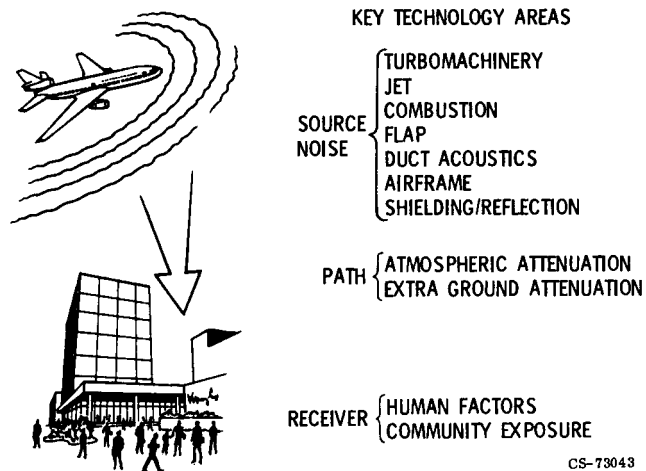 KEY TECHNOLOGY AREAS
SOURCE NOISE
TURBOMACHINERY
JET
COMBUSTION
FLAP
DUCT ACOUSTICS
AIRFRAME
SHIELDING/REFLECTION
PATH
ATMOSPHERIC ATTENUATION
EXTRA GROUND ATTENUATION
RECEIVER
HUMAN FACTORS
COMMUNITY EXPOSURE
CS-73043